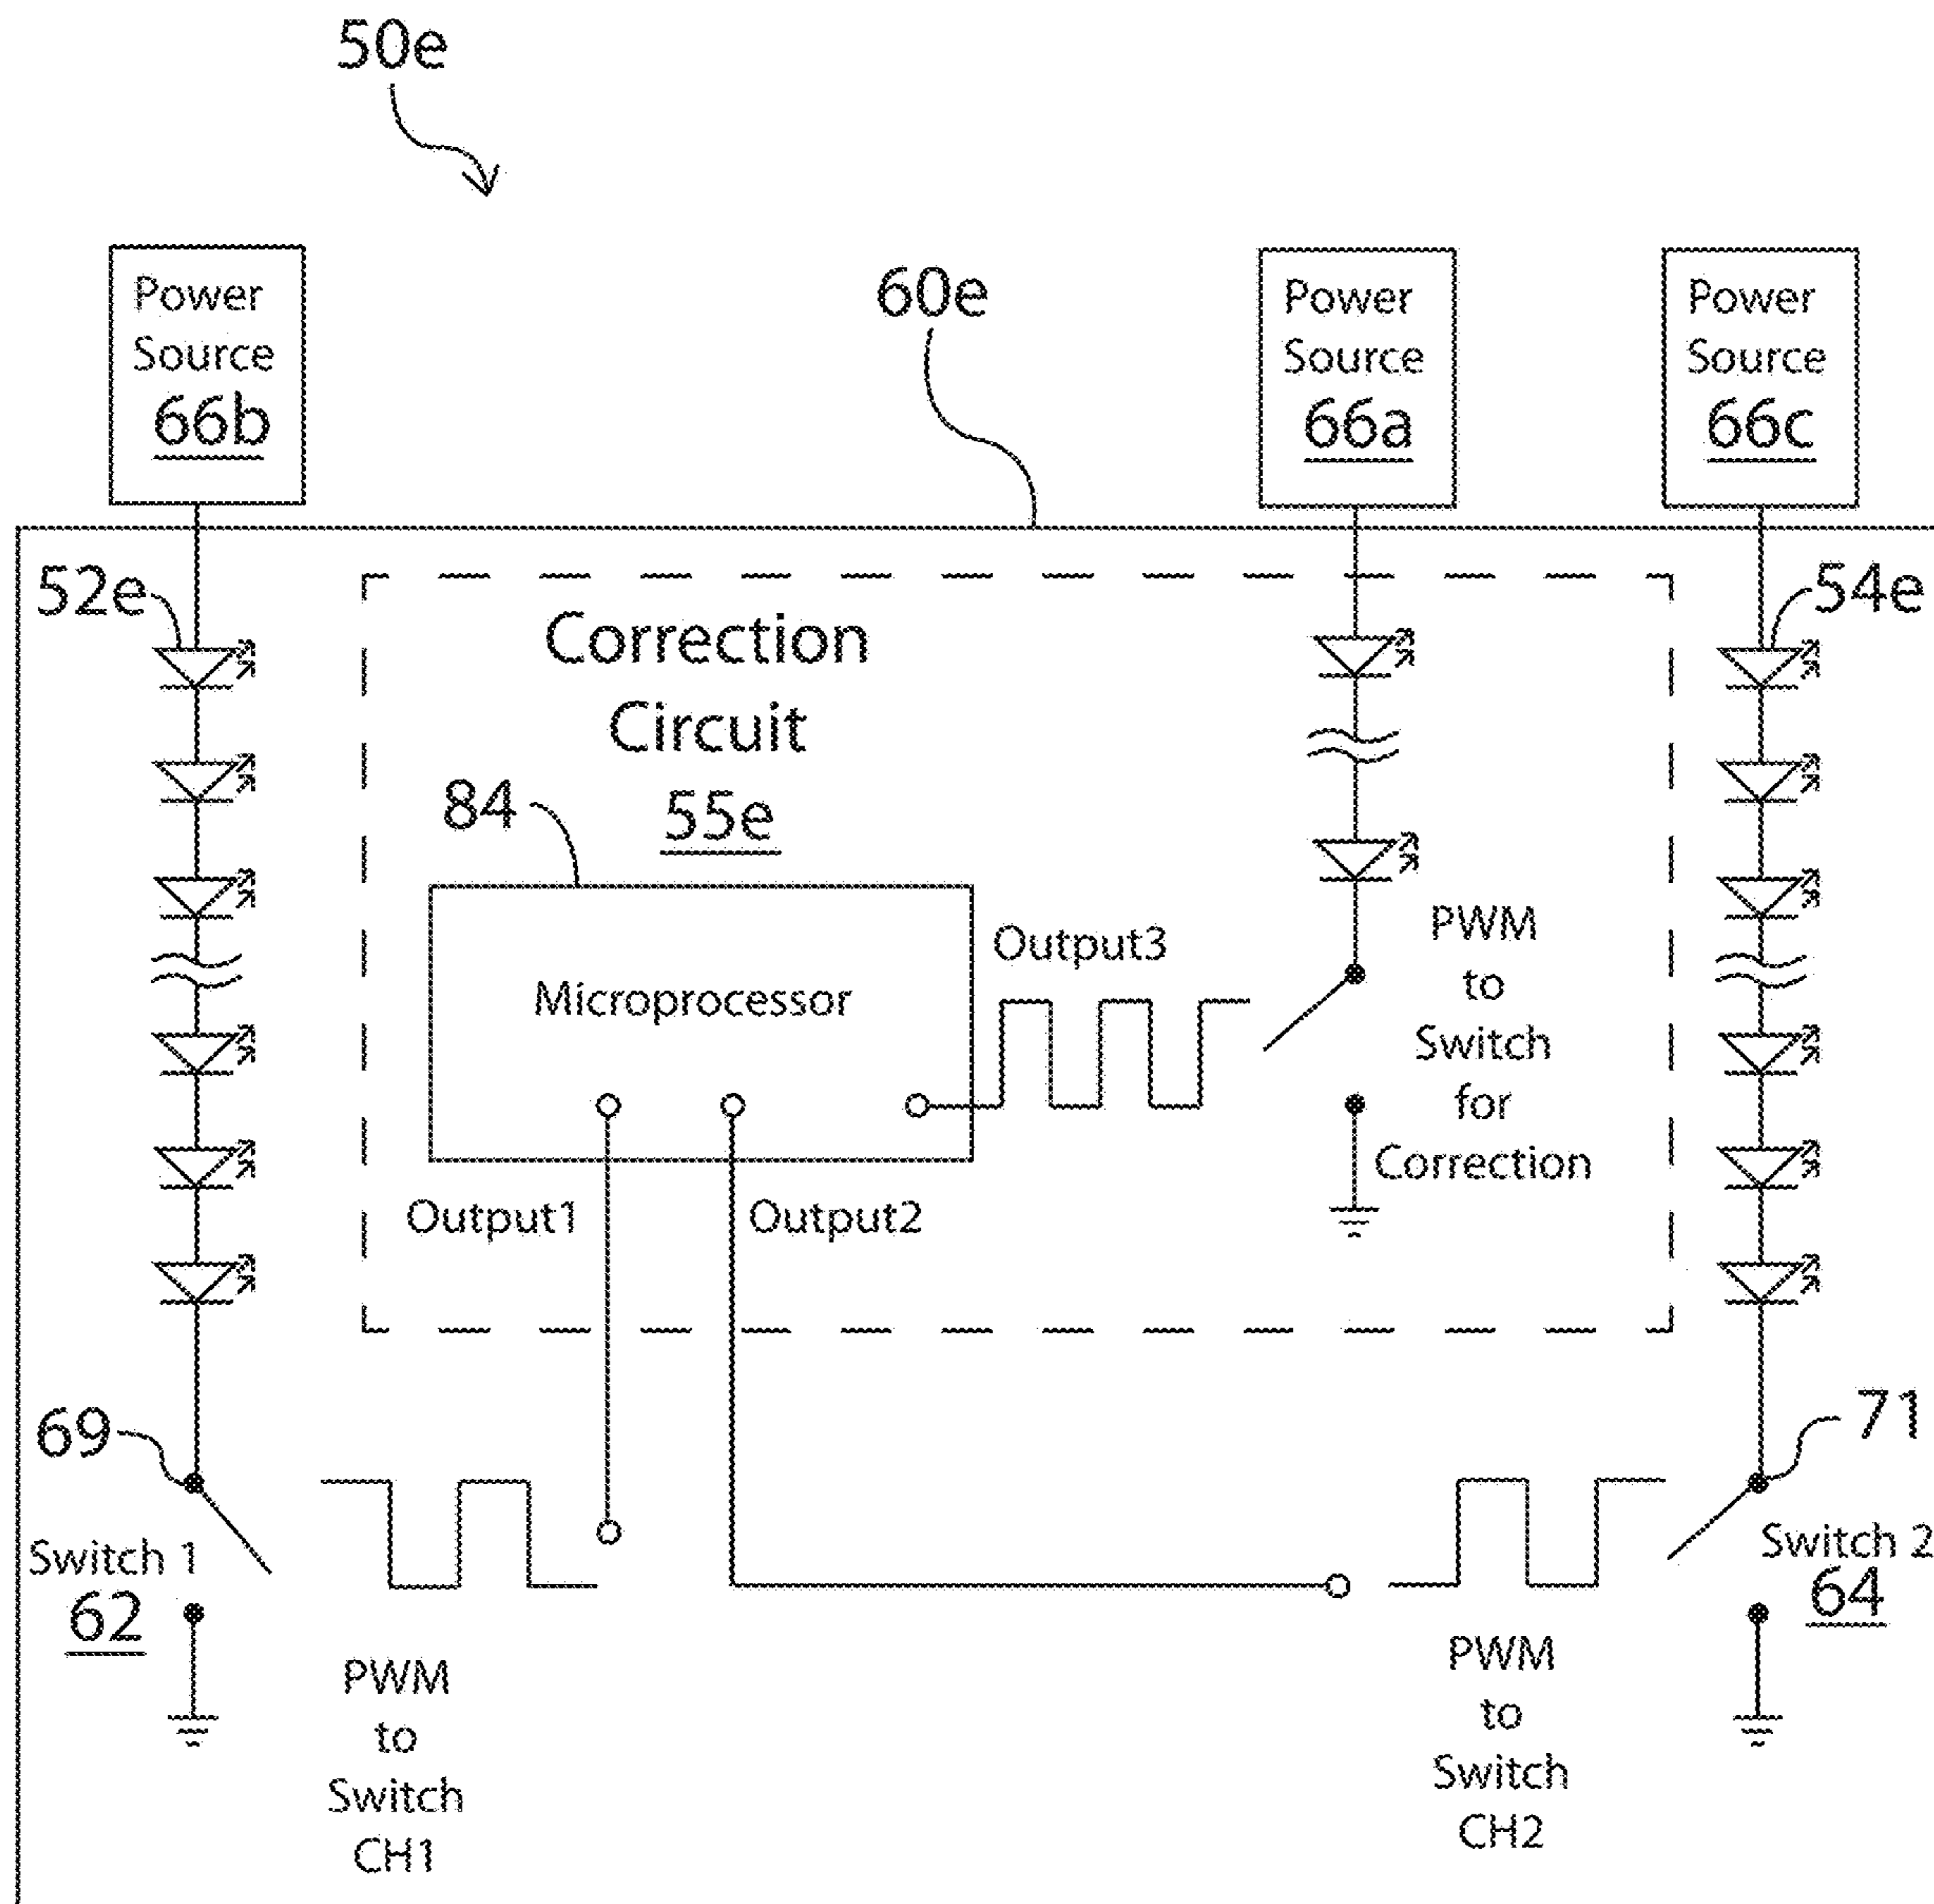 50e
60e
Power
Source
66b
Power
Source
66a
Power
Source
66c
52e
54e
Correction
Circuit
55e
84
Microprocessor
Output3
PWM
to
Switch
for
Correction
Output1
Output2
69
71
Switch 1
62
Switch 2
64
PWM
to
Switch
CH1
PWM
to
Switch
CH2